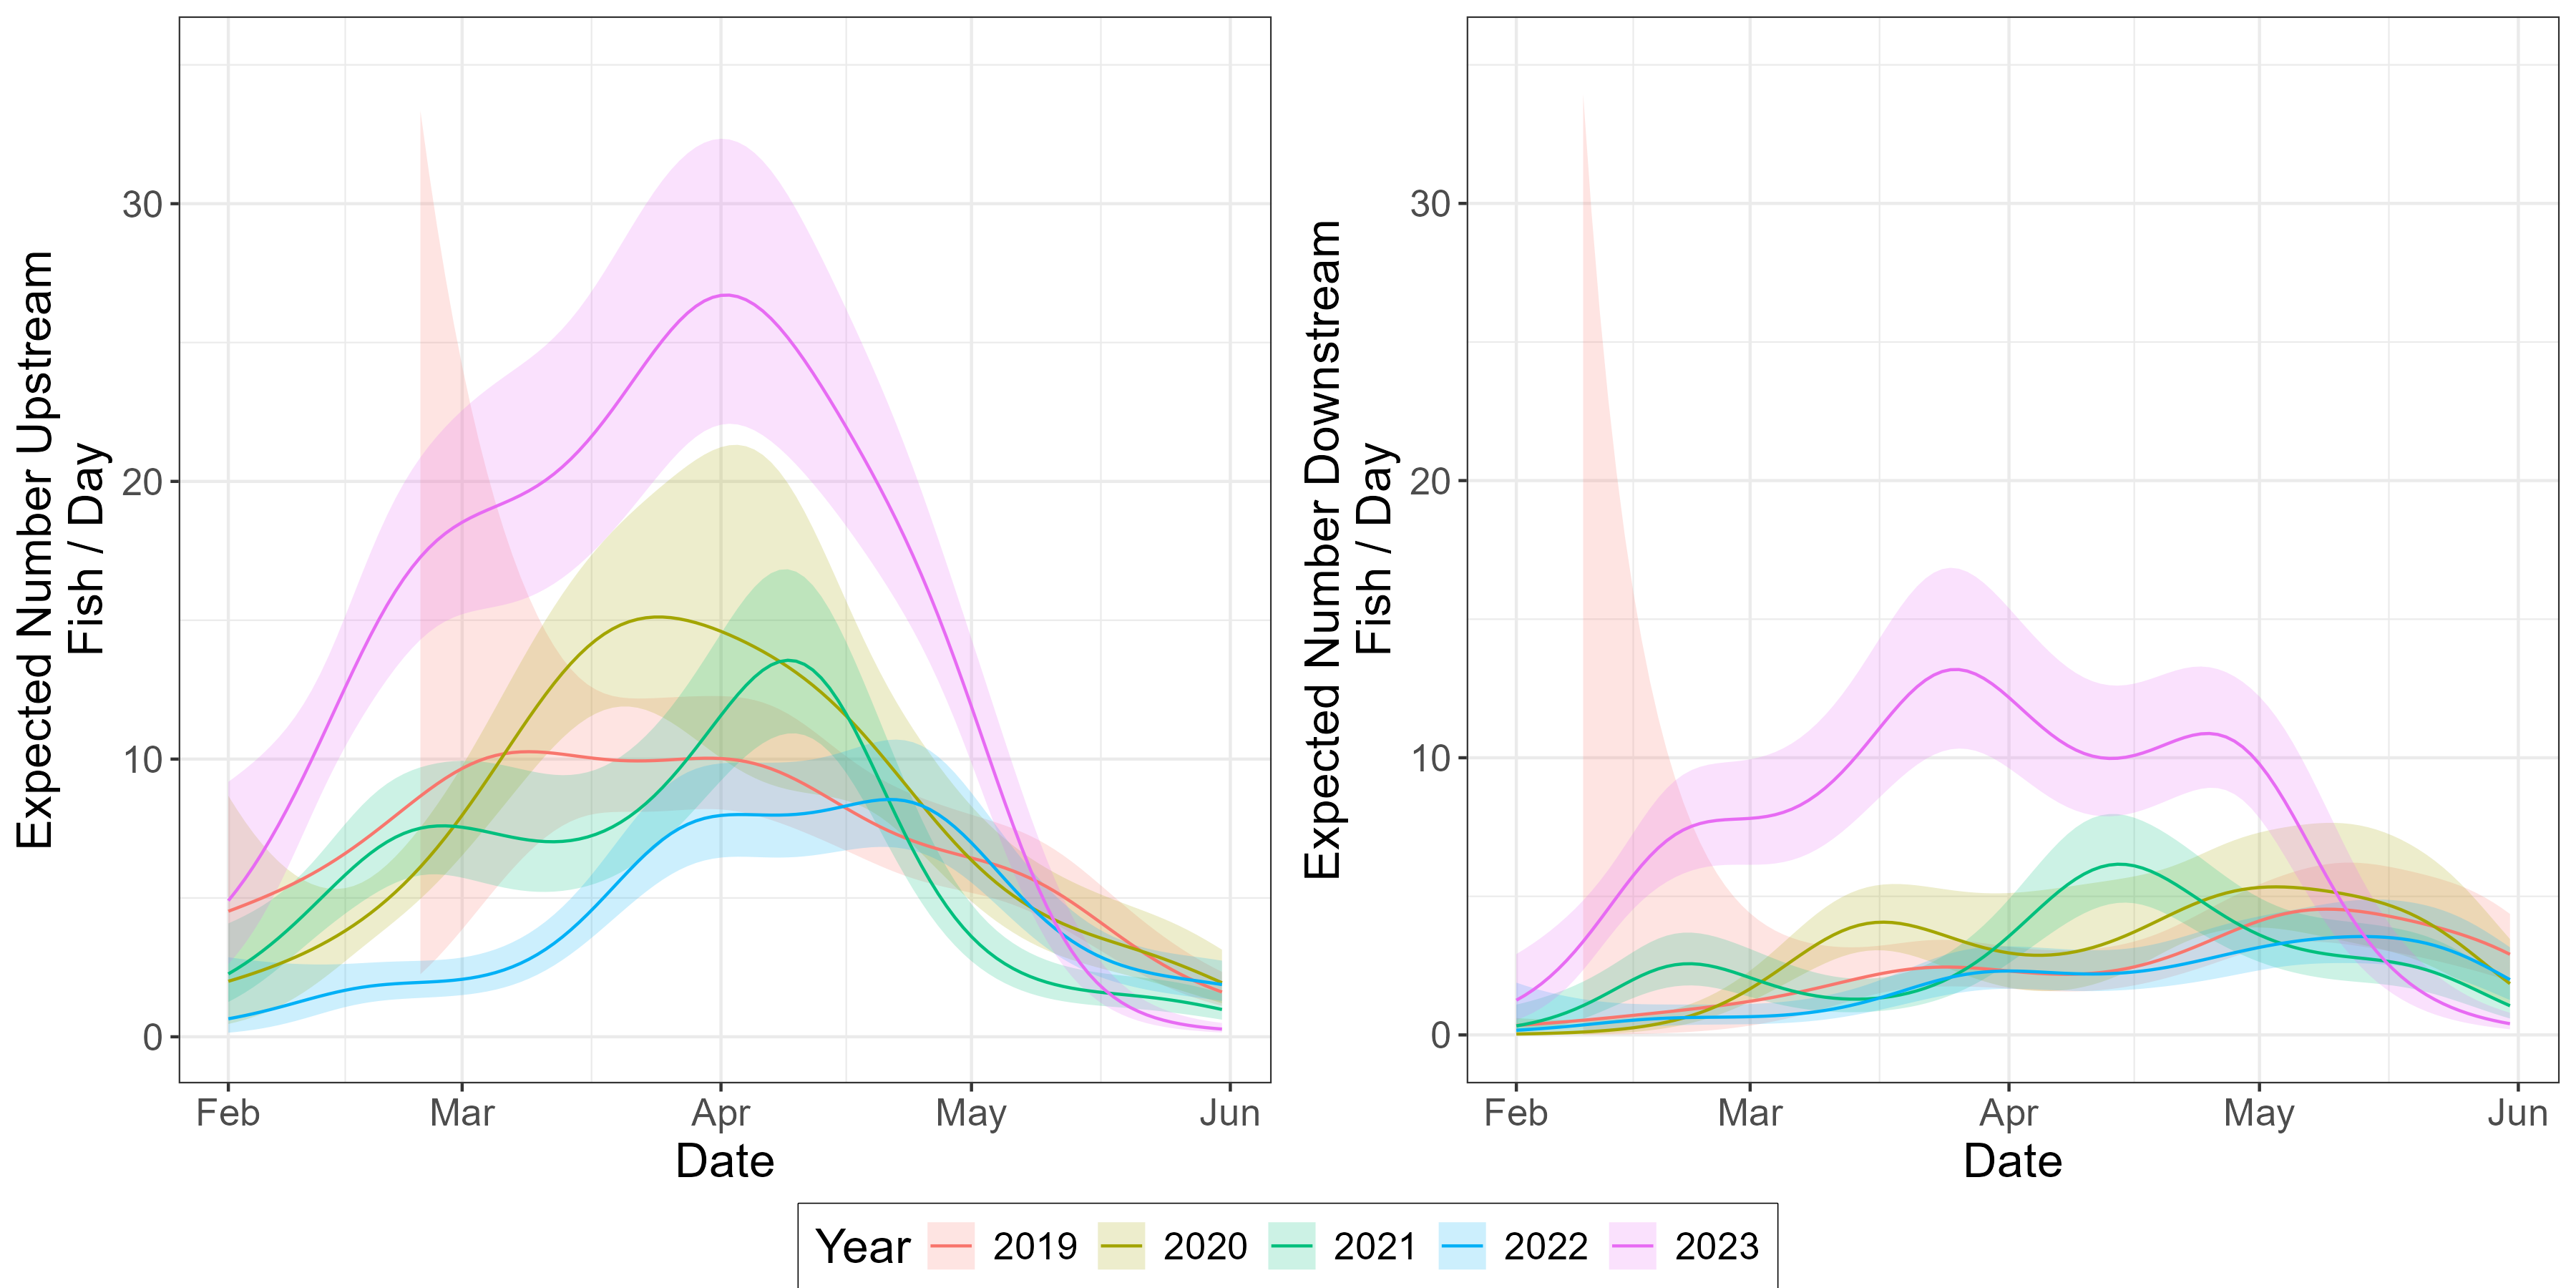 Expected Number Upstream
Fish / Day
30
20
10
0
Feb Mar Apr May Jun
Date
Expected Number Downstream
Fish / Day
30
20
10
0
Feb Mar Apr May Jun
Date
Year 2019 2020 2021 2022 2023